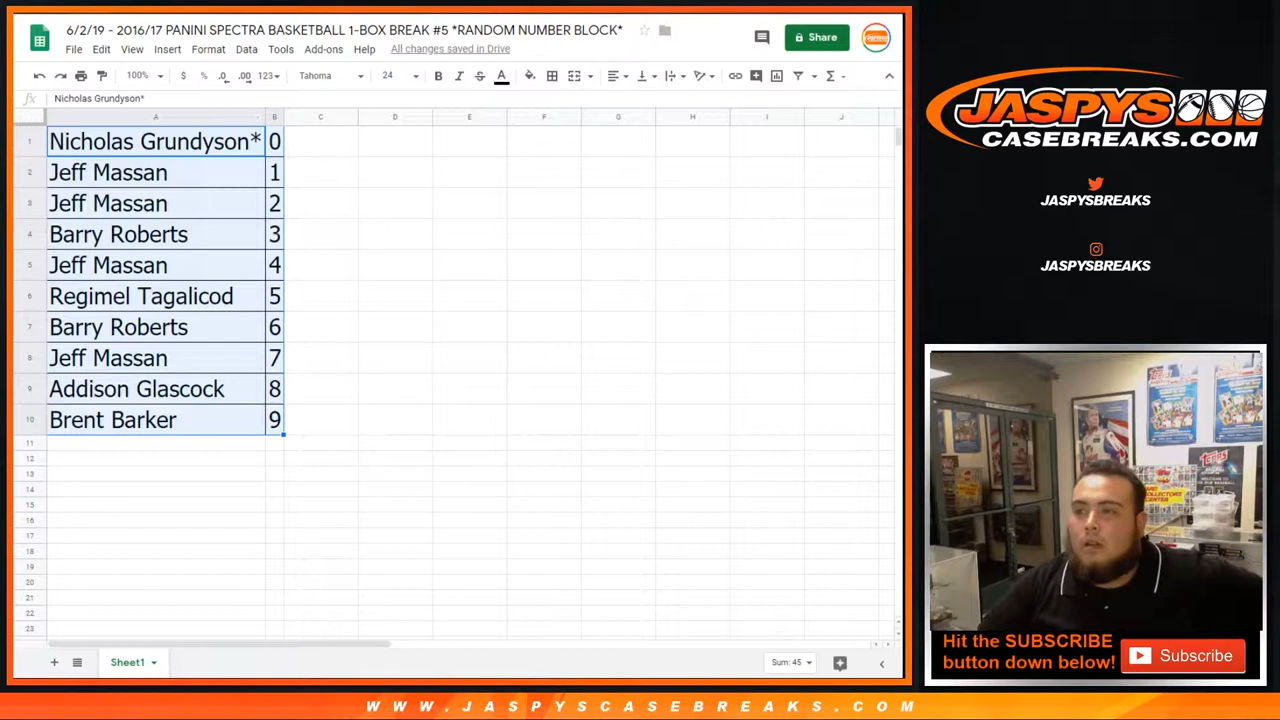 6/2/19 - 2016/17 PANINI SPECTRA BASKETBALL 1-BOX BREAK #5 *RANDOM NUMBER BLOCK*
File Edit View Insert Format Data Tools Add-ons Help All changes saved in Drive
Share
100% $ % .0 .00 123 Tahoma 24 B I S A
fx Nicholas Grundyson*
A B C D E F G H I J
1 Nicholas Grundyson* 0
2 Jeff Massan 1
3 Jeff Massan 2
4 Barry Roberts 3
5 Jeff Massan 4
6 Regimel Tagalicod 5
7 Barry Roberts 6
8 Jeff Massan 7
9 Addison Glascock 8
10 Brent Barker 9
11
12
13
14
15
16
17
18
19
20
21
22
23
Sheet1
Sum: 45
JASPYS
CASEBREAKS.COM
JASPYSBREAKS
JASPYSBREAKS
Topps
Topps
COLLECTORS
CENTER
Hit the SUBSCRIBE
button down below!
Subscribe
WWW.JASPYSCASEBREAKS.COM